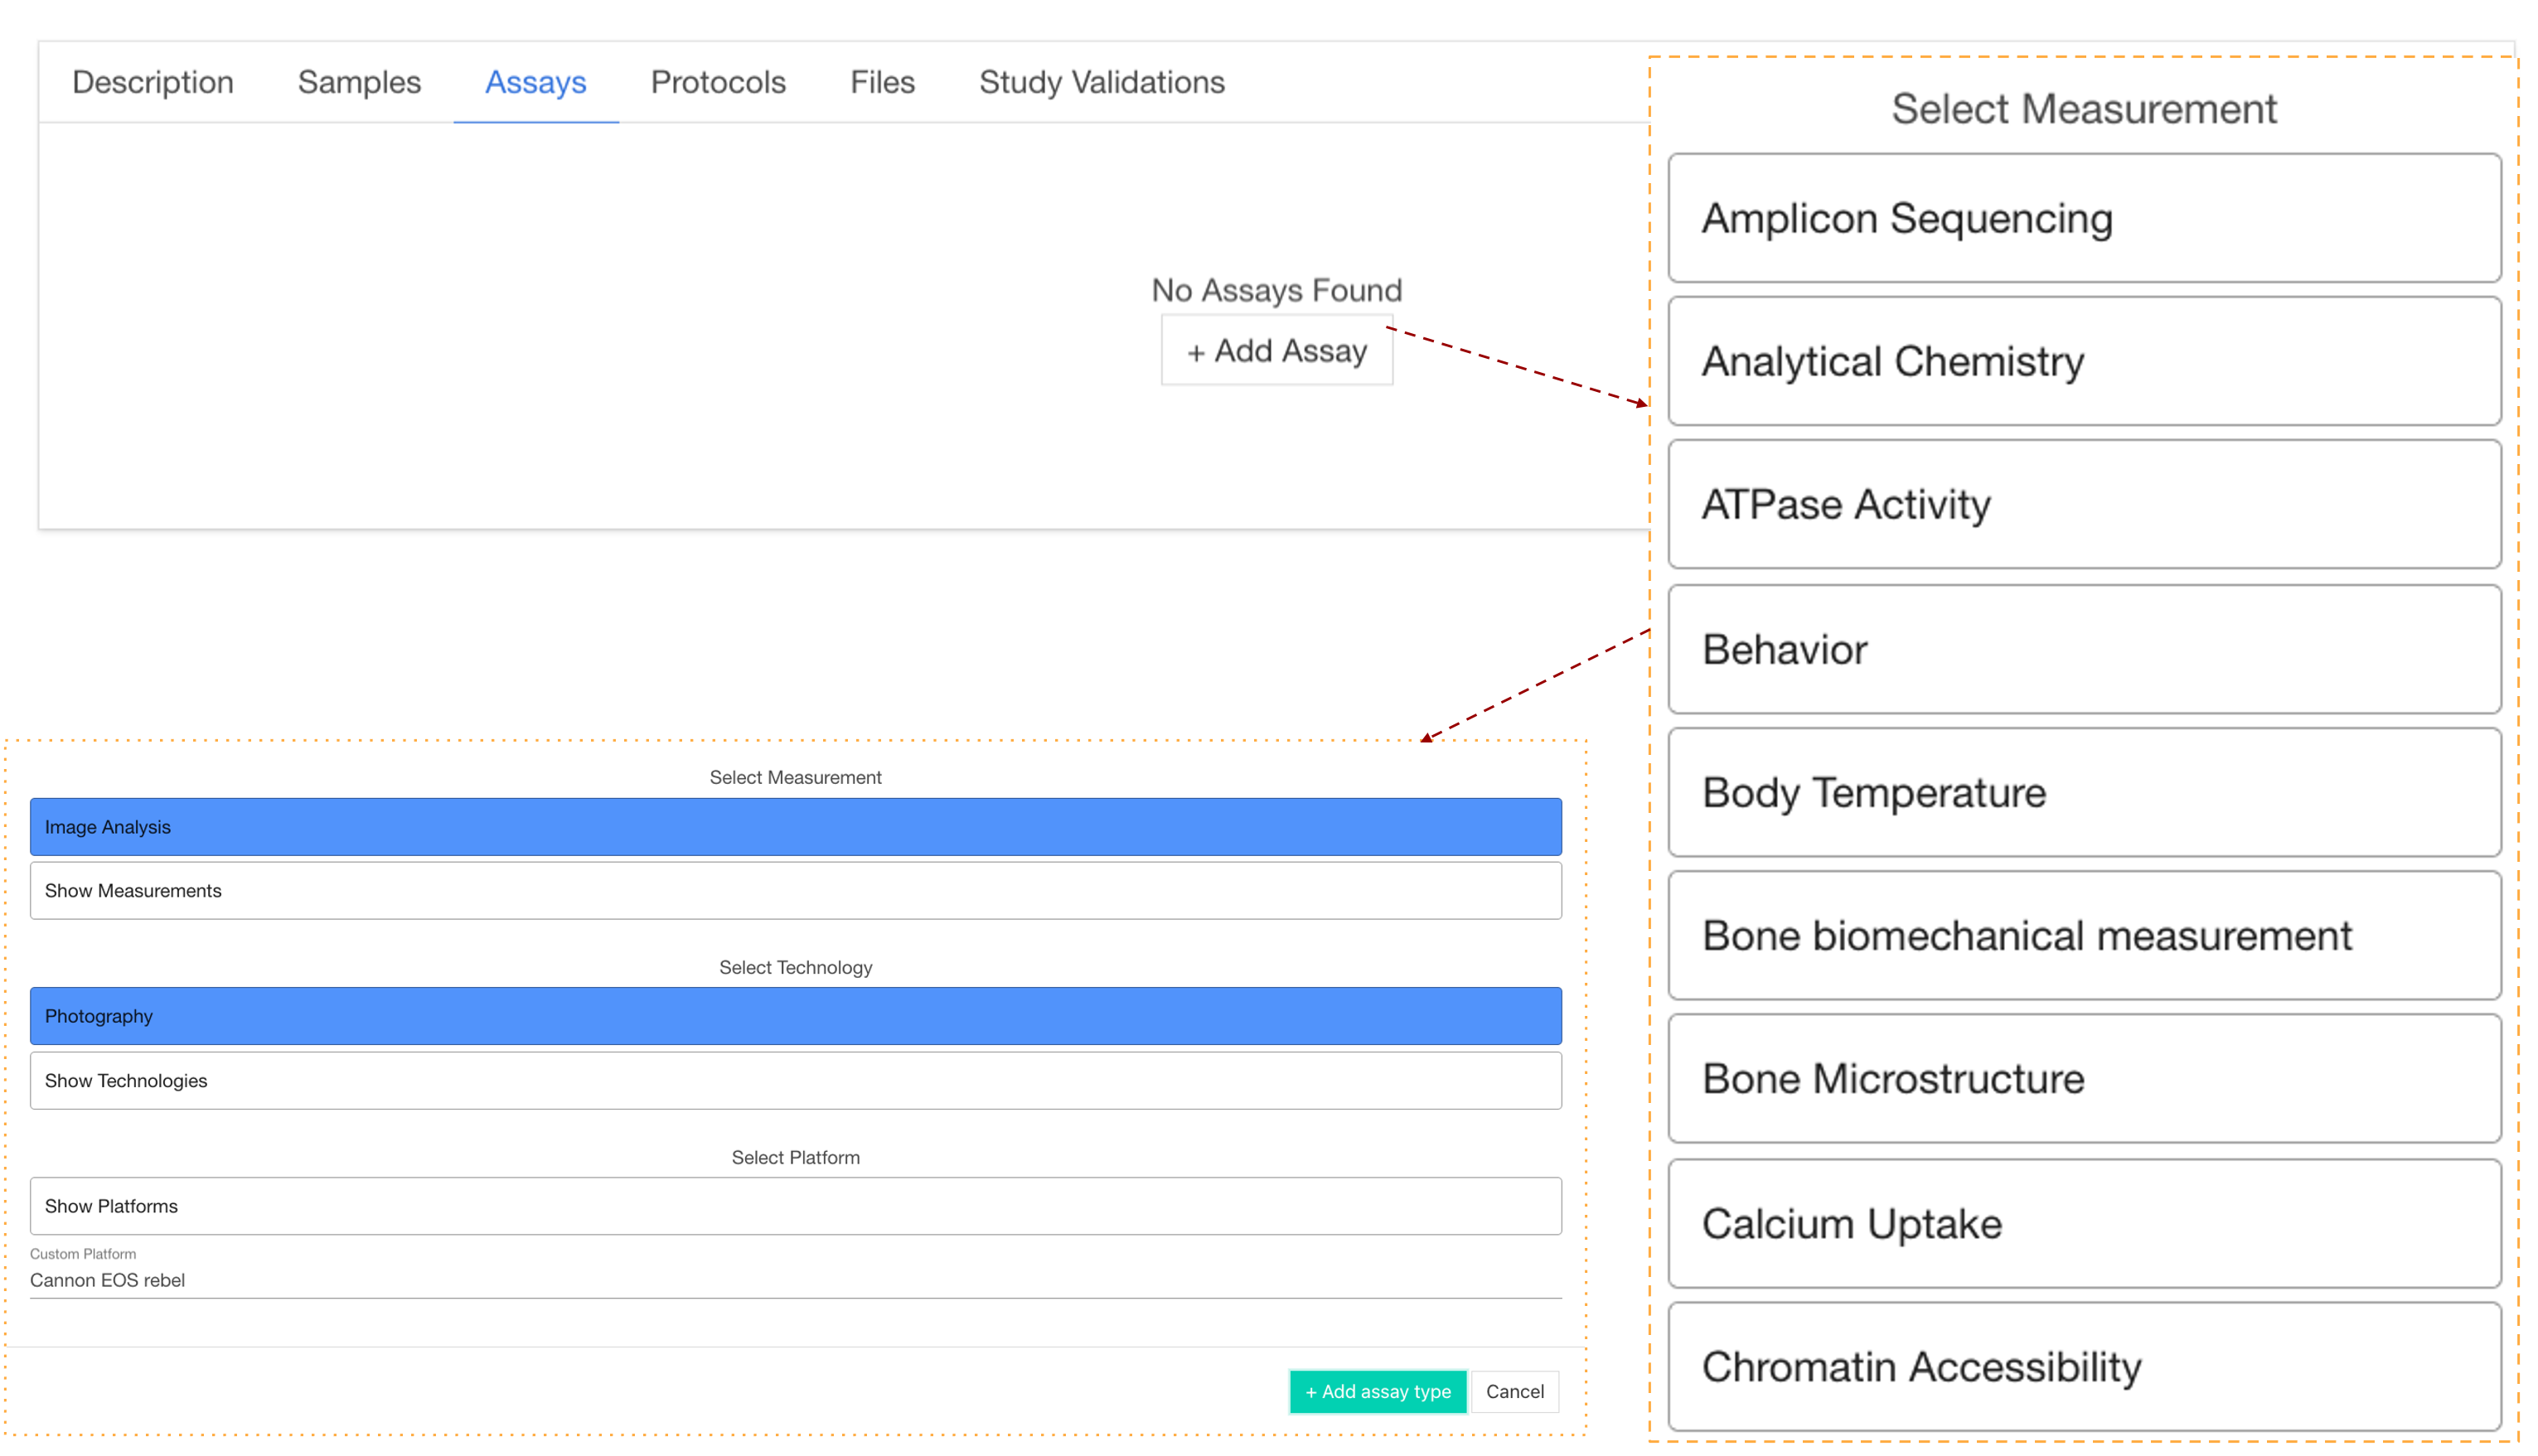 Description Samples Assays Protocols Files Study Validations
No Assays Found
+ Add Assay
Select Measurement
Amplicon Sequencing
Analytical Chemistry
ATPase Activity
Behavior
Body Temperature
Bone biomechanical measurement
Bone Microstructure
Calcium Uptake
Chromatin Accessibility
Select Measurement
Image Analysis
Show Measurements
Select Technology
Photography
Show Technologies
Select Platform
Show Platforms
Custom Platform
Cannon EOS rebel
+ Add assay type Cancel